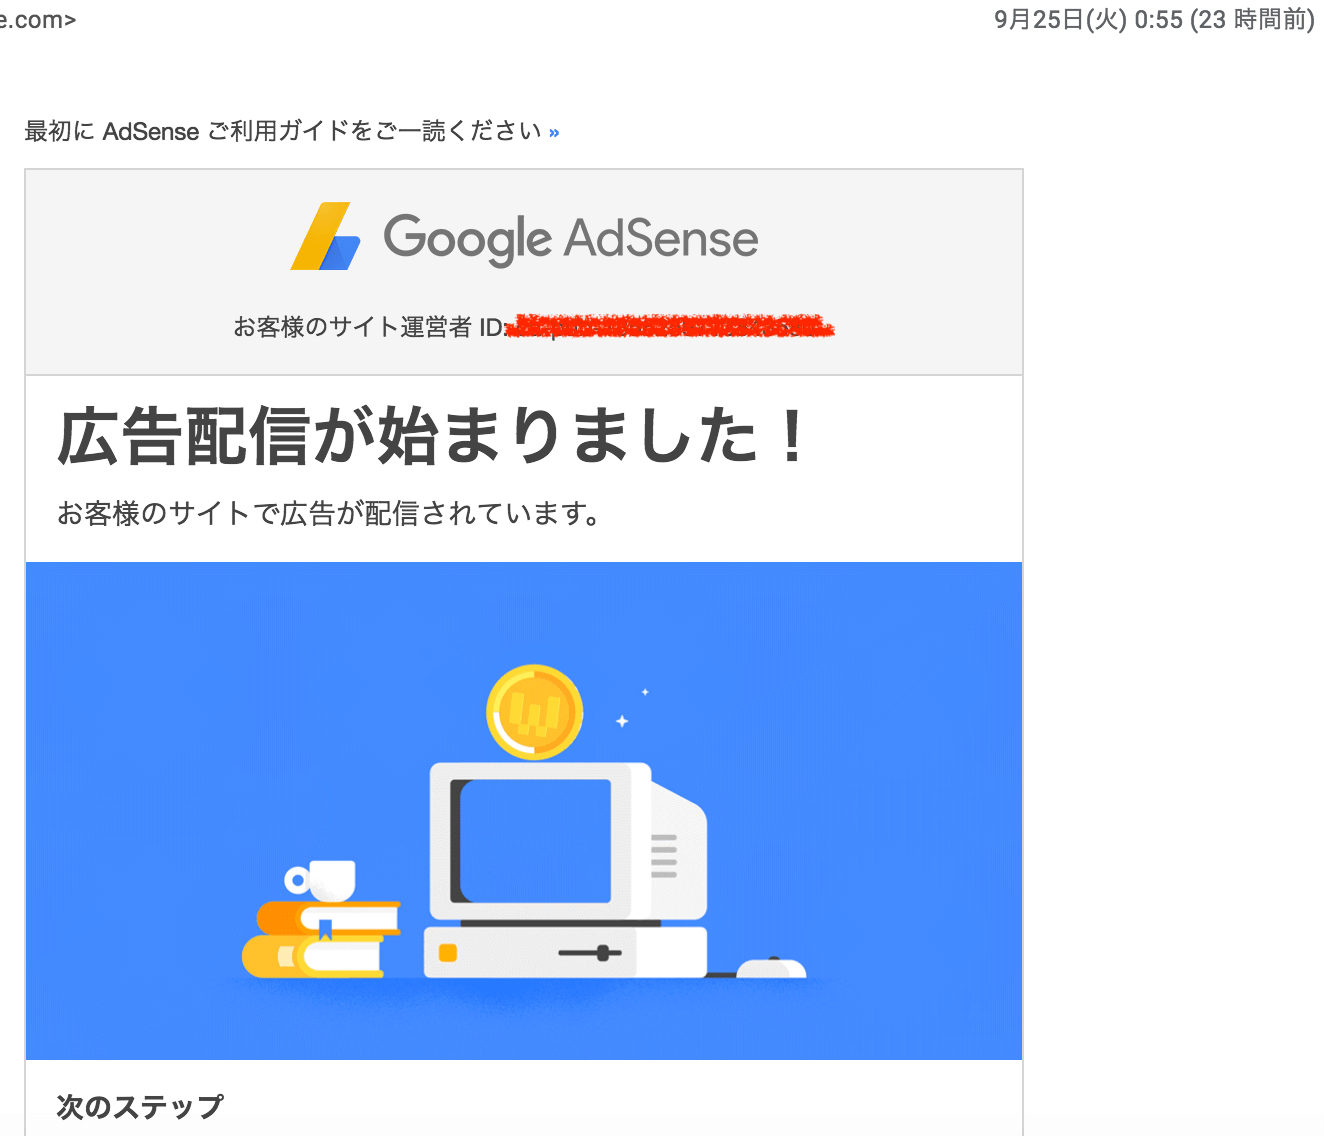 e.com>
9月25日(火) 0:55 (23 時間前)
最初に AdSense ご利用ガイドをご一読ください »
Google AdSense
お客様のサイト運営者 ID:
広告配信が始まりました！
お客様のサイトで広告が配信されています。
次のステップ